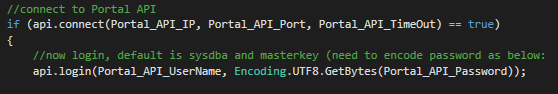 //connect to Portal API
if (api.connect(Portal_API_IP, Portal_API_Port, Portal_API_TimeOut) == true)
{
//now login, default is sysdba and masterkey (need to encode password as below:
api.login(Portal_API_UserName, Encoding.UTF8.GetBytes(Portal_API_Password));